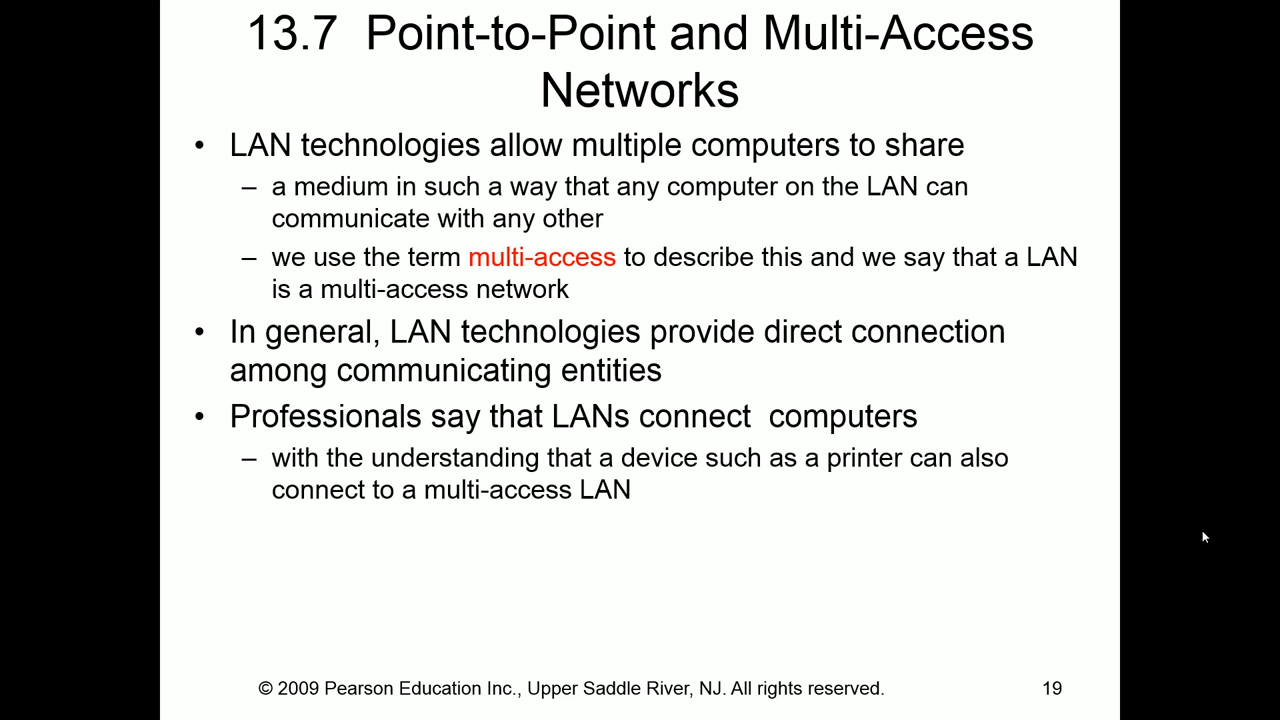 13.7 Point-to-Point and Multi-Access
Networks
• LAN technologies allow multiple computers to share
– a medium in such a way that any computer on the LAN can
communicate with any other
– we use the term multi-access to describe this and we say that a LAN
is a multi-access network
• In general, LAN technologies provide direct connection
among communicating entities
• Professionals say that LANs connect  computers
– with the understanding that a device such as a printer can also
connect to a multi-access LAN
© 2009 Pearson Education Inc., Upper Saddle River, NJ. All rights reserved.
19